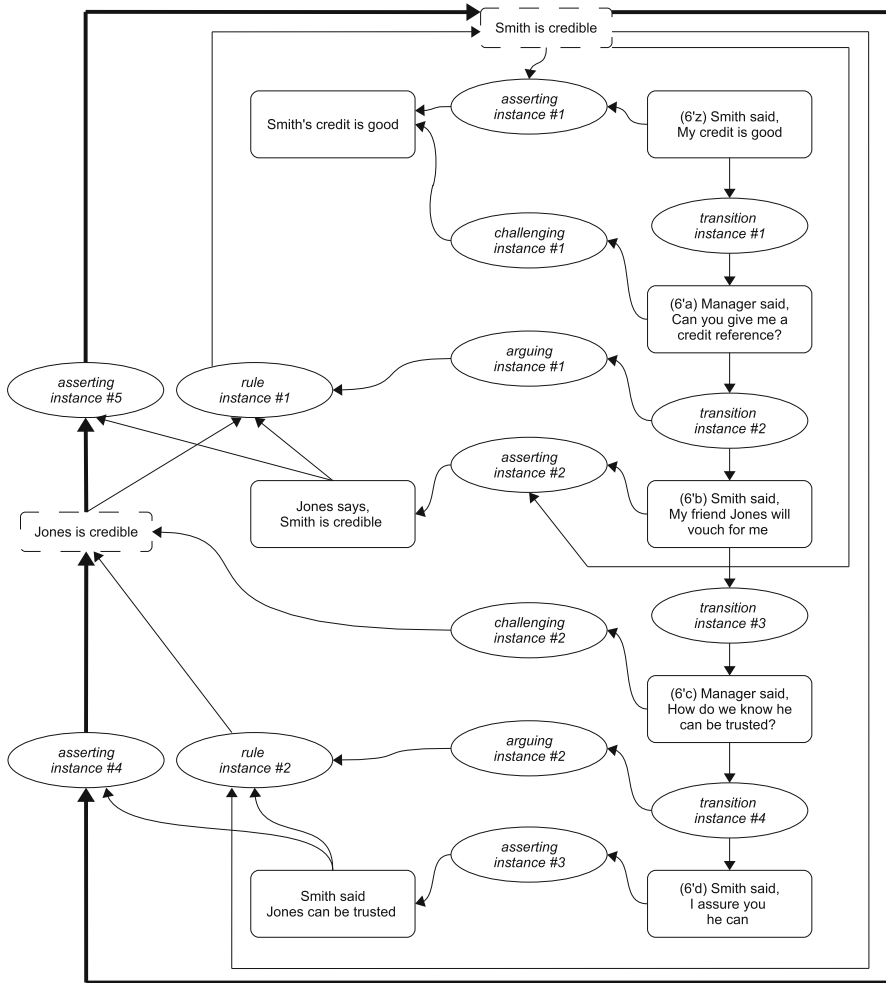 Smith is credible
asserting
instance #1
Smith's credit is good
(6'z) Smith said,
My credit is good
challenging
instance #1
transition
instance #1
(6'a) Manager said,
Can you give me a
credit reference?
asserting
instance #5
rule
instance #1
arguing
instance #1
transition
instance #2
asserting
instance #2
Jones says,
Smith is credible
(6'b) Smith said,
My friend Jones will
vouch for me
Jones is credible
transition
instance #3
challenging
instance #2
(6'c) Manager said,
How do we know he
can be trusted?
asserting
instance #4
rule
instance #2
arguing
instance #2
transition
instance #4
asserting
instance #3
Smith said
Jones can be trusted
(6'd) Smith said,
I assure you
he can